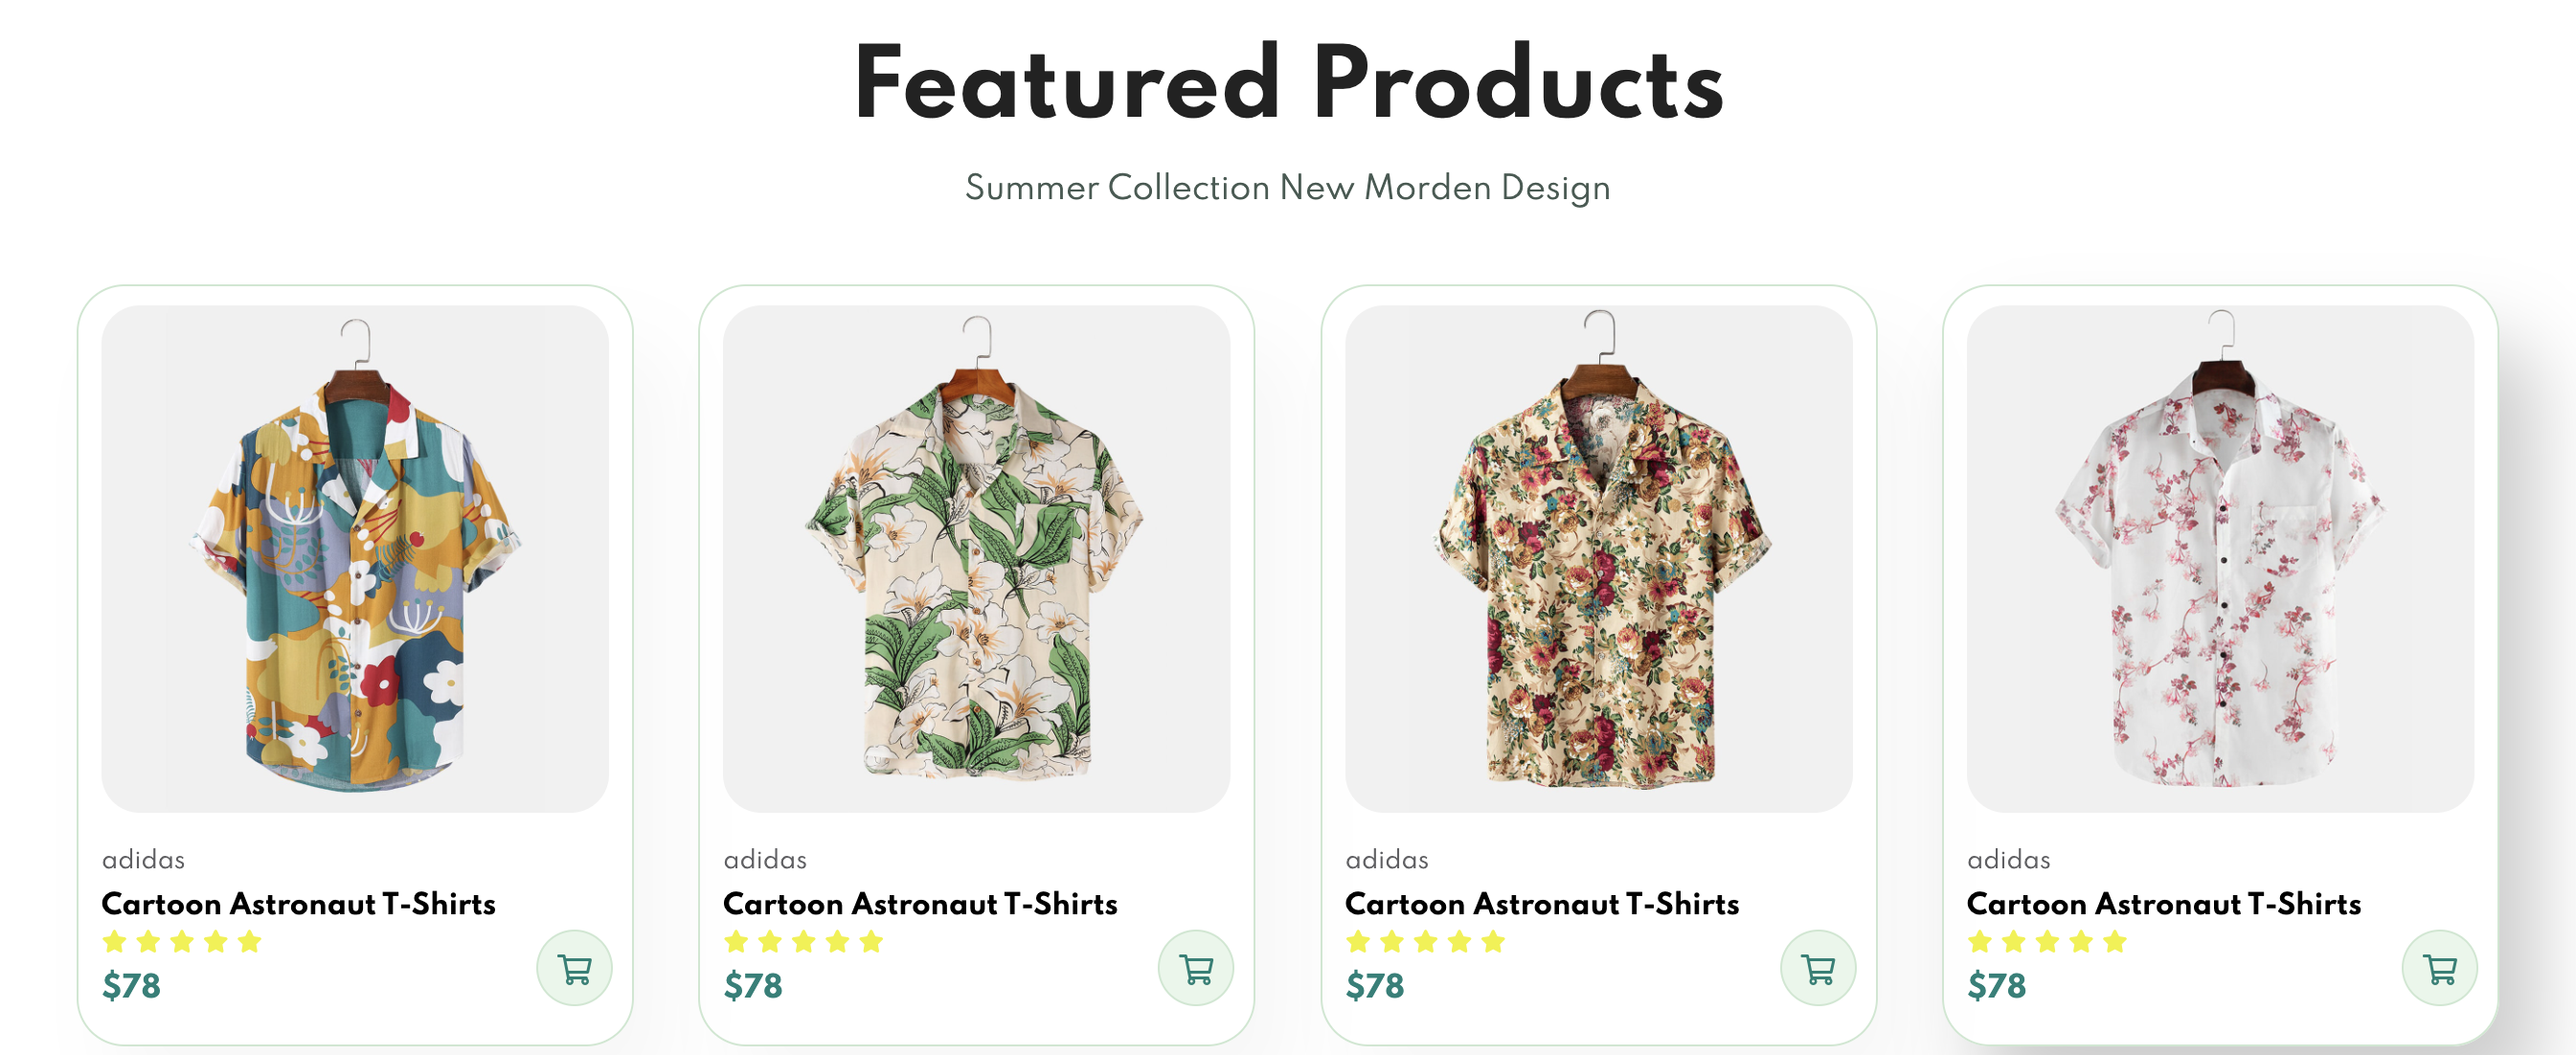 Featured Products
Summer Collection New Morden Design
adidas
Cartoon Astronaut T-Shirts
$78
adidas
Cartoon Astronaut T-Shirts
$78
adidas
Cartoon Astronaut T-Shirts
$78
adidas
Cartoon Astronaut T-Shirts
$78